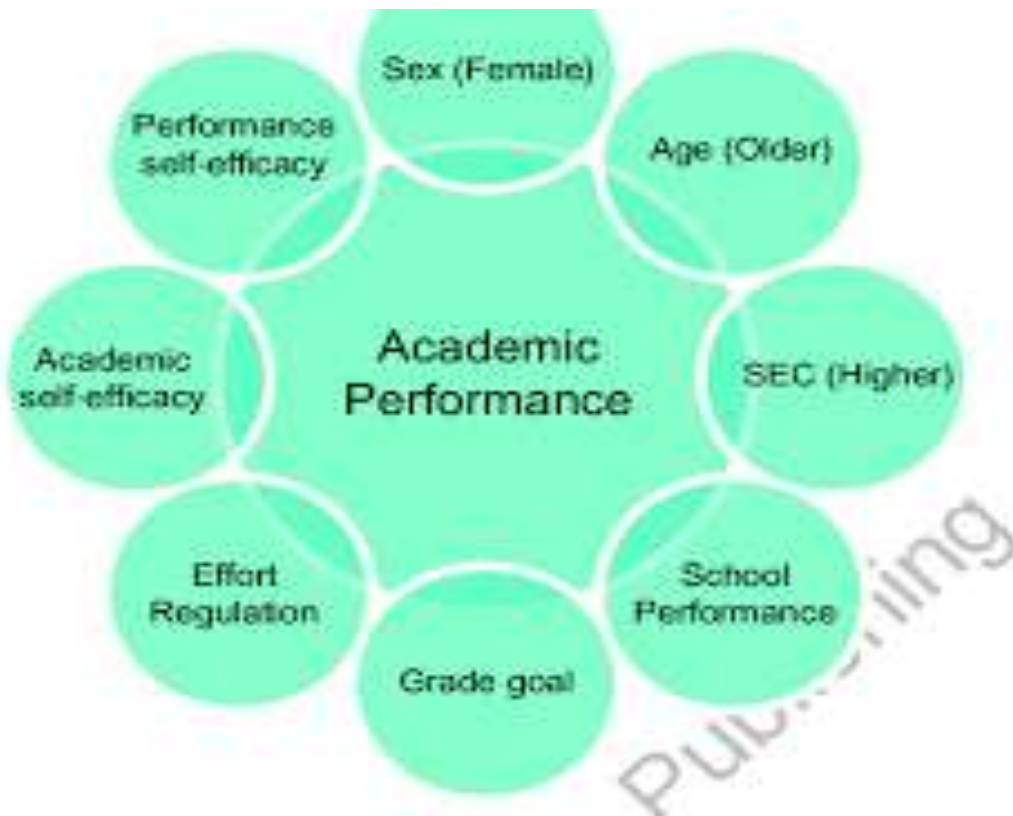 Sex (Female)
Age (Older)
SEC (Higher)
School
Performance
Grade goal
Effort
Regulation
Academic
self-efficacy
Performance
self-efficacy
Academic
Performance